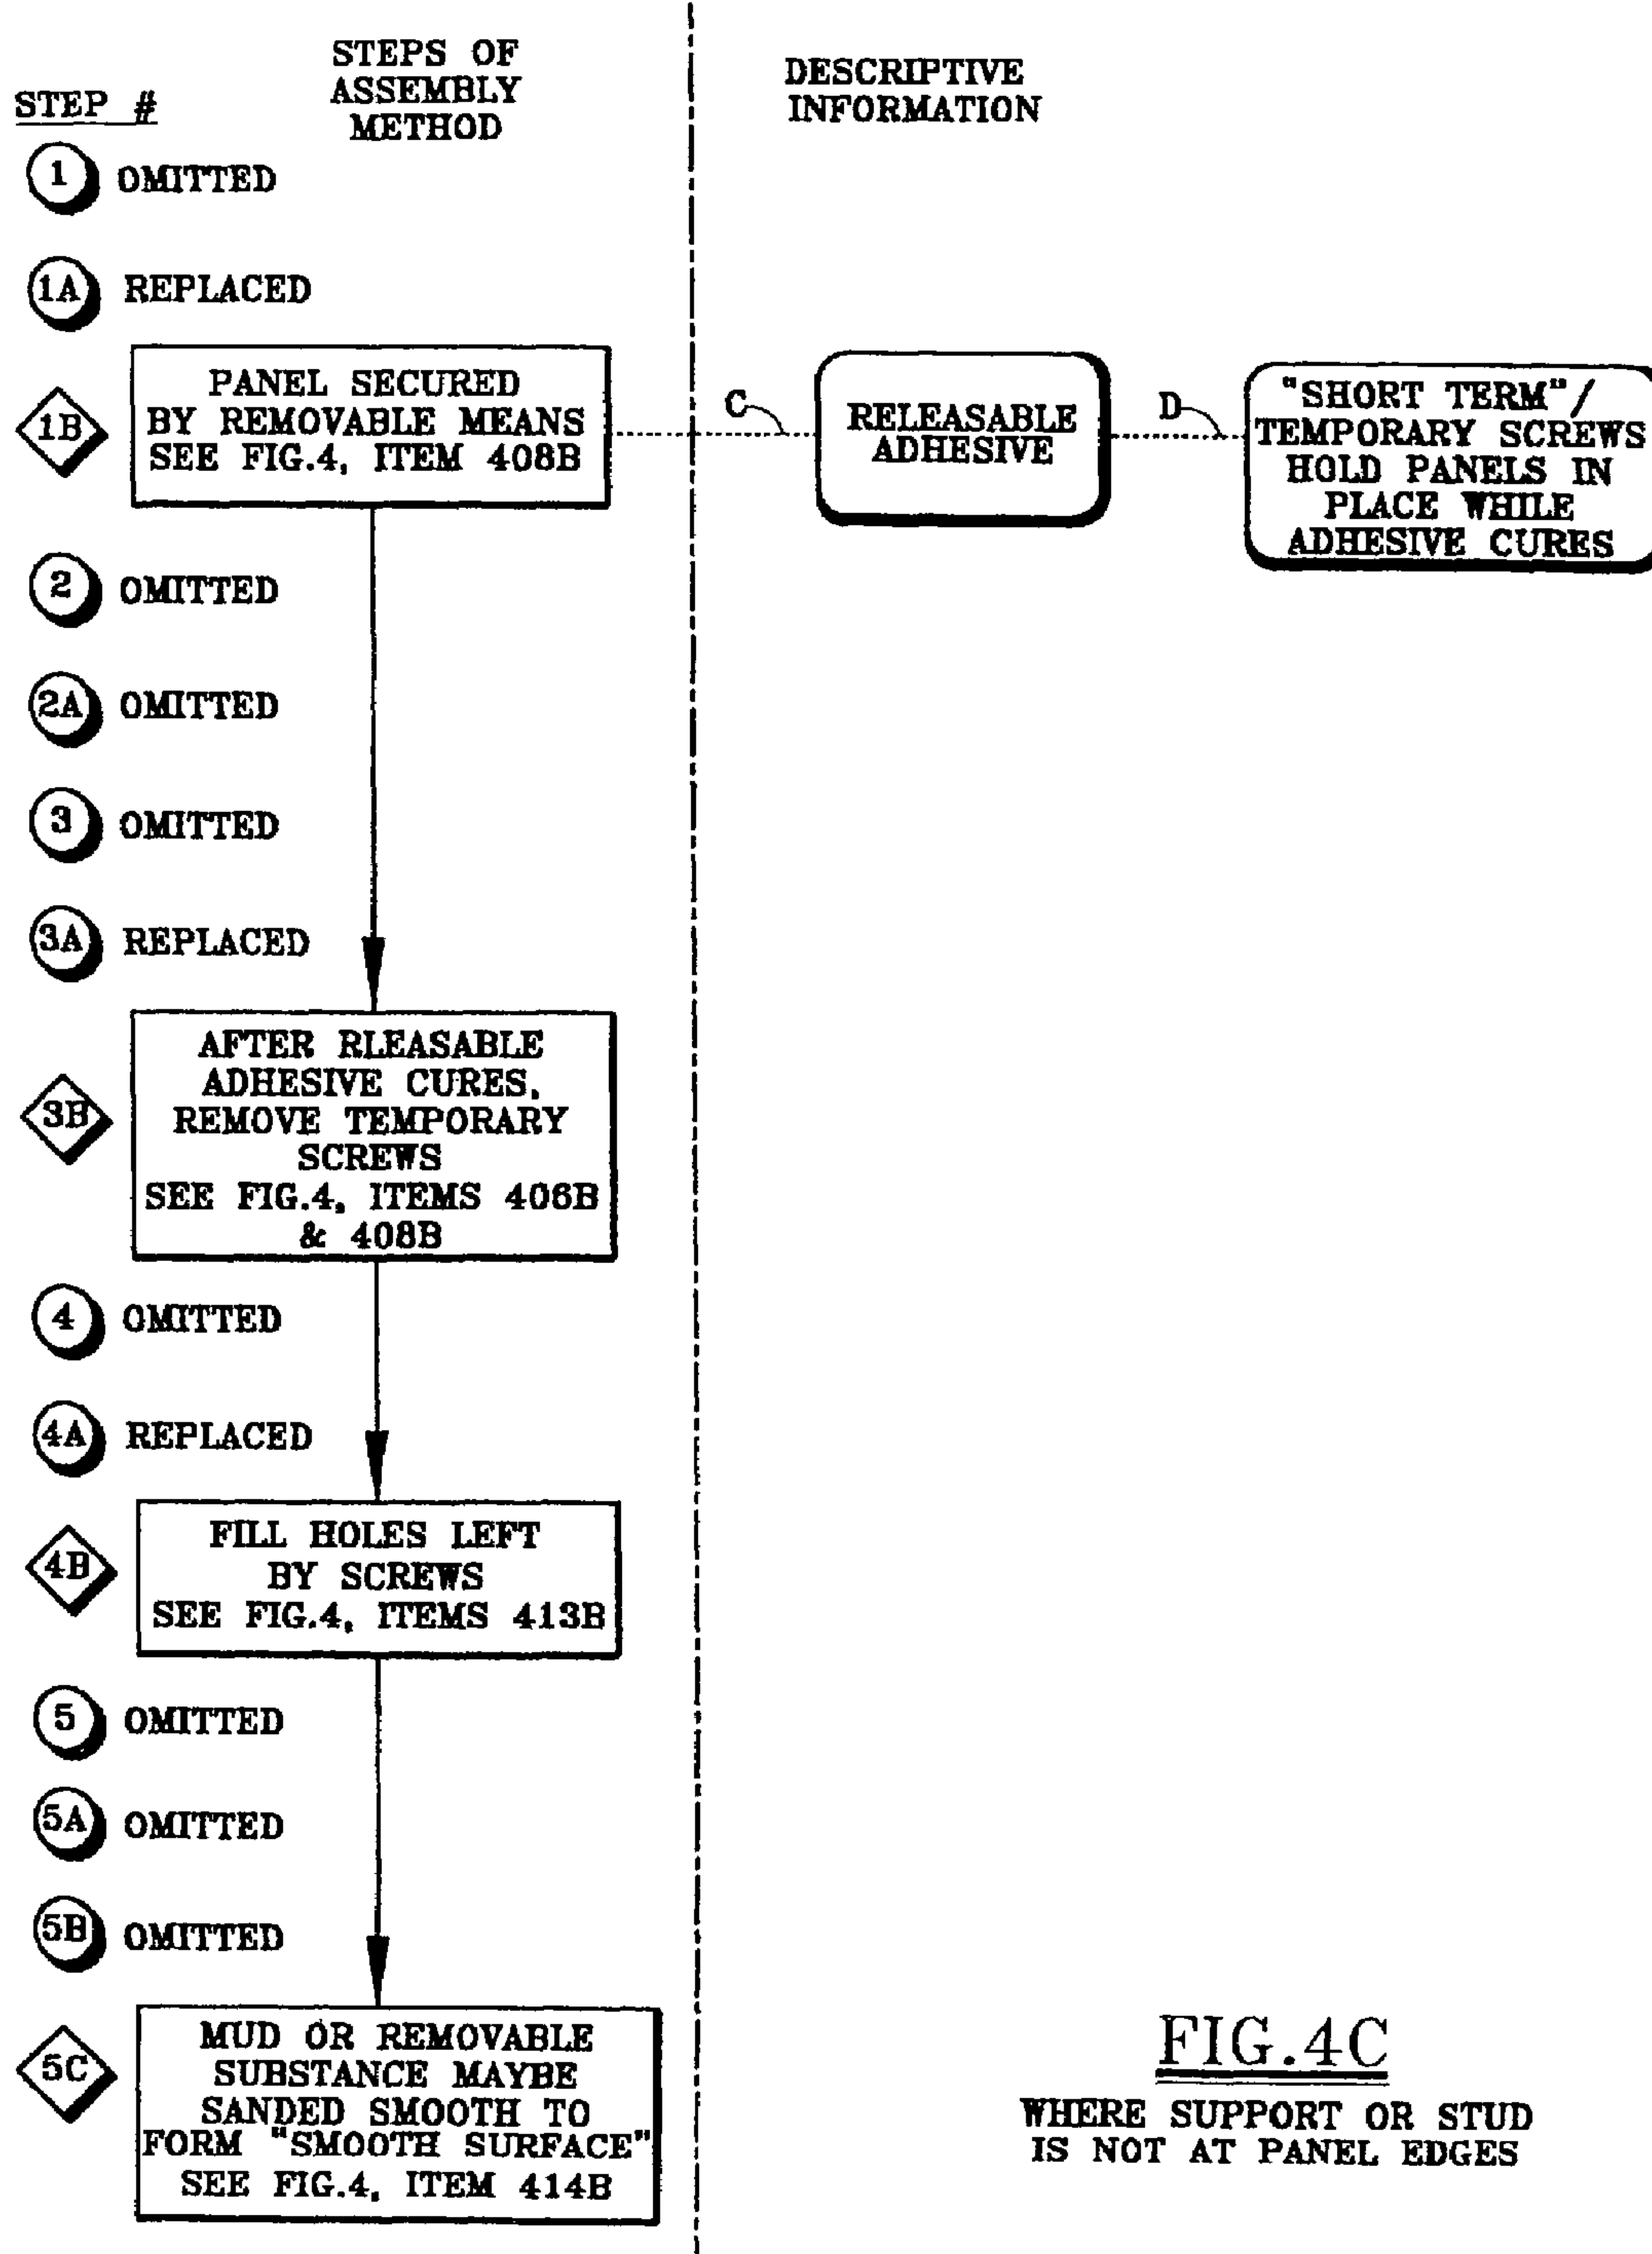 STEP #
STEPS OF
ASSEMBLY
METHOD
DESCRIPTIVE
INFORMATION
1 OMITTED
1A REPLACED
1B
PANEL SECURED
BY REMOVABLE MEANS
SEE FIG.4, ITEM 408B
C
RELEASABLE
ADHESIVE
D
"SHORT TERM"/
TEMPORARY SCREWS
HOLD PANELS IN
PLACE WHILE
ADHESIVE CURES
2 OMITTED
2A OMITTED
3 OMITTED
3A REPLACED
3B
AFTER RLEASABLE
ADHESIVE CURES,
REMOVE TEMPORARY
SCREWS
SEE FIG.4, ITEMS 406B
& 408B
4 OMITTED
4A REPLACED
4B
FILL HOLES LEFT
BY SCREWS
SEE FIG.4, ITEMS 413B
5 OMITTED
5A OMITTED
5B OMITTED
5C
MUD OR REMOVABLE
SUBSTANCE MAYBE
SANDED SMOOTH TO
FORM "SMOOTH SURFACE"
SEE FIG.4, ITEM 414B
FIG.4C
WHERE SUPPORT OR STUD
IS NOT AT PANEL EDGES